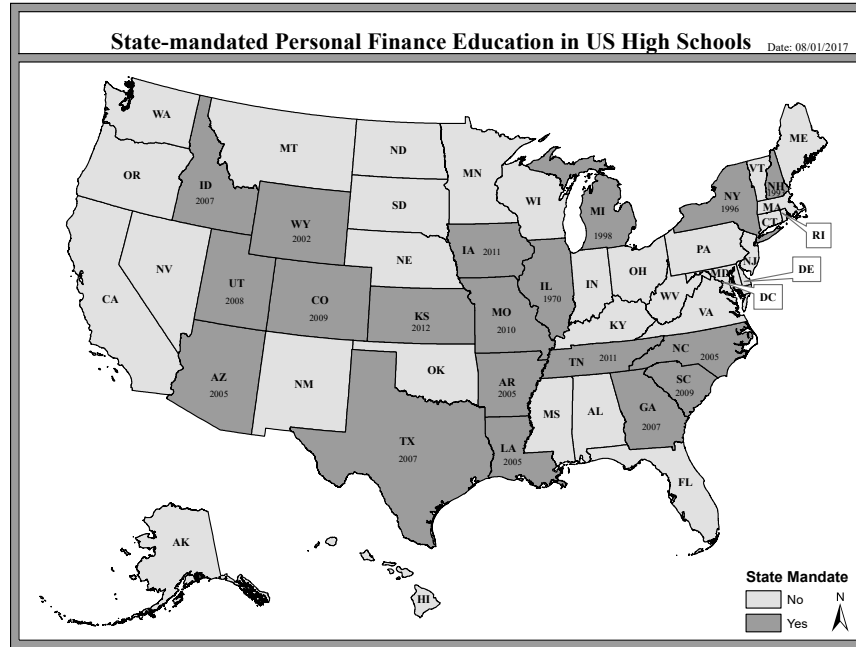 State-mandated Personal Finance Education in US High Schools Date: 08/01/2017
WA
MT
ND
MN
ME
VT
OR
ID
2007
SD
WI
MI
1998
NY
1996
NH
MA
CT
RI
WY
2002
IA 2011
NE
PA
NJ
NV
UT
2008
CO
2009
IL
1970
IN
OH
MD
DE
DC
WV
VA
CA
KS
2012
MO
2010
KY
AZ
2005
NM
OK
AR
2005
TN 2011
NC 2005
SC
2009
MS
AL
GA
2007
TX
2007
LA
2005
FL
AK
HI
State Mandate
No
Yes
N